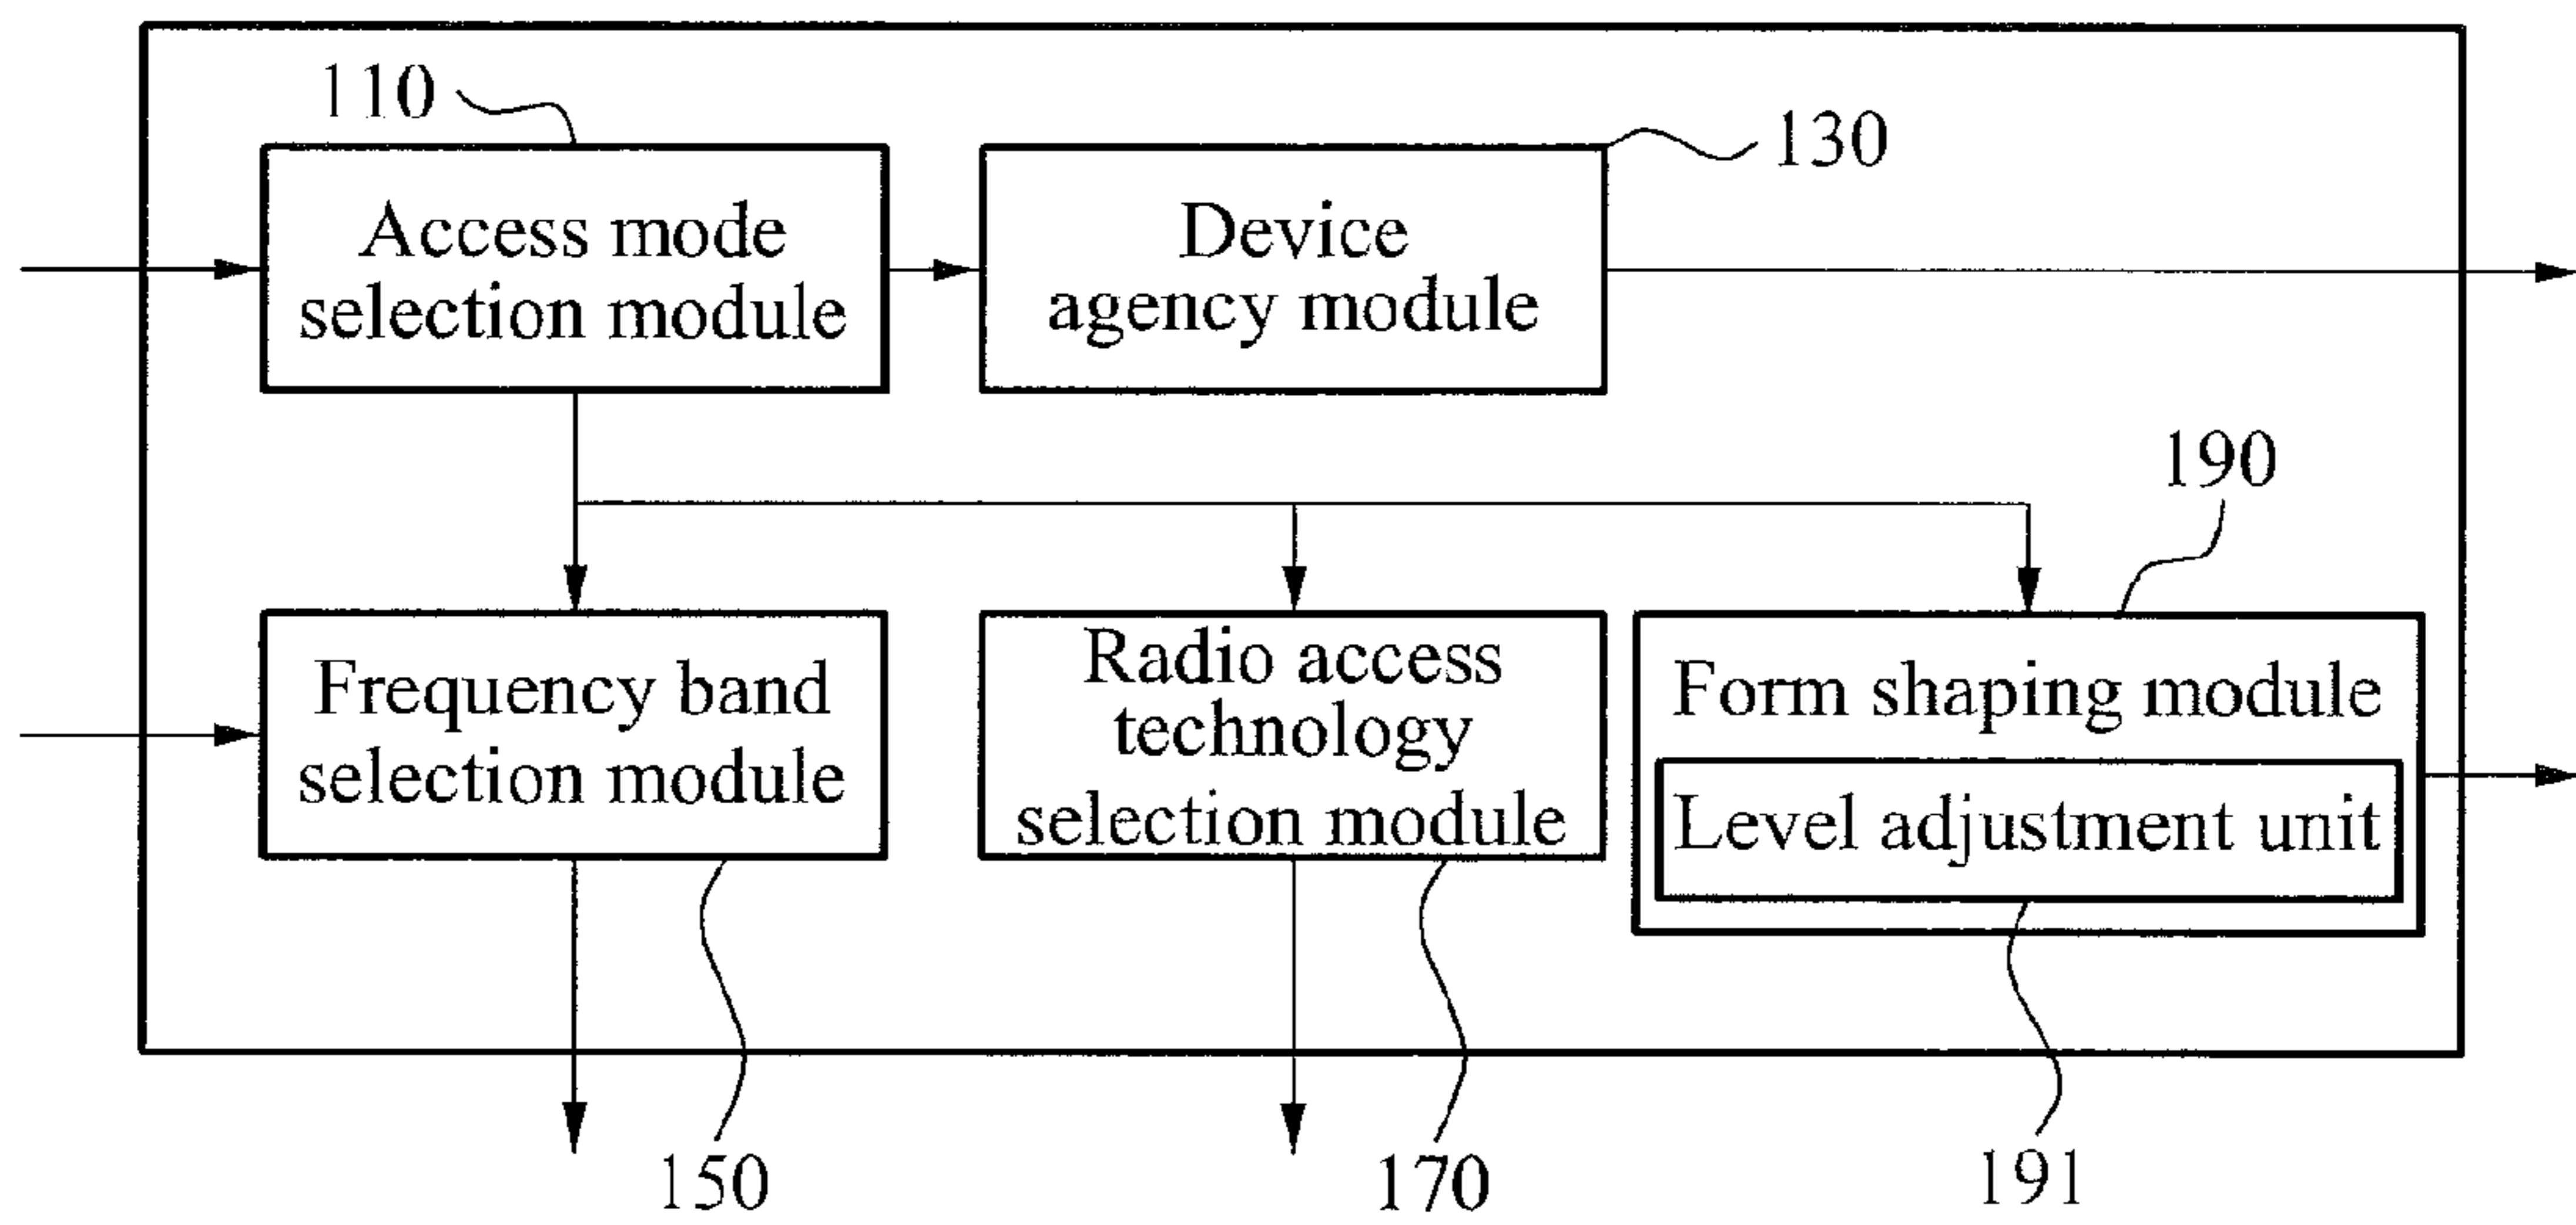 110
130
Access mode
selection module
Device
agency module
190
Frequency band
selection module
Radio access
technology
selection module
Form shaping module
Level adjustment unit
150
170
191